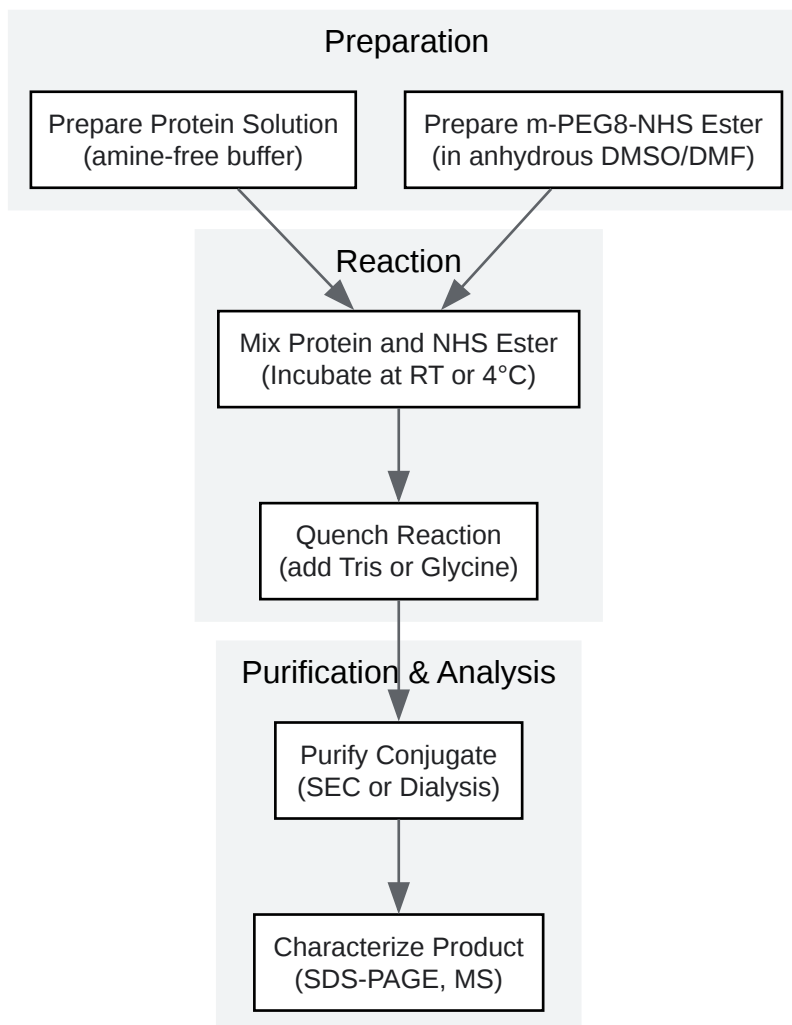 Preparation
Prepare Protein Solution
(amine-free buffer)
Prepare m-PEG8-NHS Ester
(in anhydrous DMSO/DMF)
Reaction
Mix Protein and NHS Ester
(Incubate at RT or 4°C)
Quench Reaction
(add Tris or Glycine)
Purification & Analysis
Purify Conjugate
(SEC or Dialysis)
Characterize Product
(SDS-PAGE, MS)